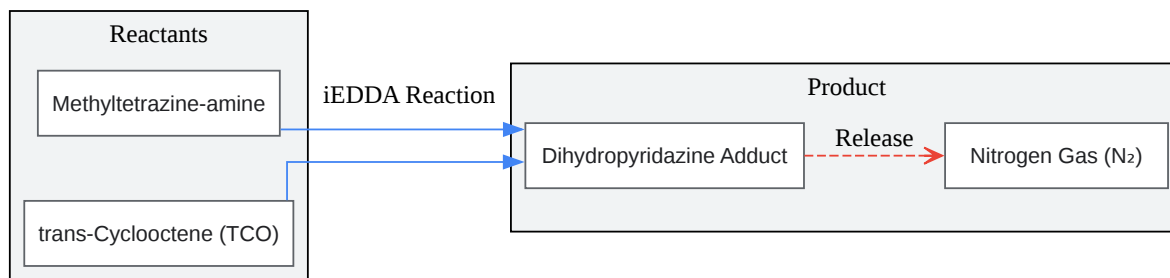 Reactants
Methyltetrazine-amine
trans-Cyclooctene (TCO)
iEDDA Reaction
Product
Dihydropyridazine Adduct
Release
Nitrogen Gas (N₂)